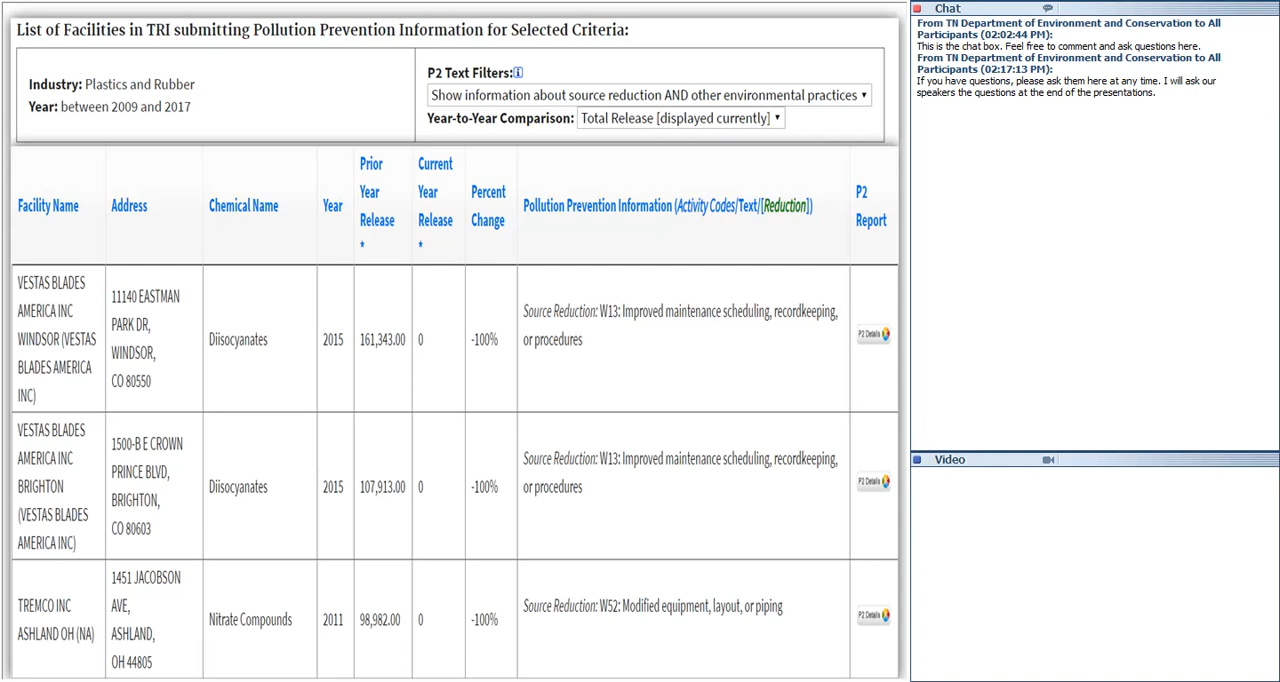 List of Facilities in TRI submitting Pollution Prevention Information for Selected Criteria:
Industry: Plastics and Rubber
Year: between 2009 and 2017
P2 Text Filters:
Show information about source reduction AND other environmental practices
Year-to-Year Comparison: Total Release [displayed currently]
Facility Name
Address
Chemical Name
Year
Prior
Year
Release
*
Current
Year
Release
*
Percent
Change
Pollution Prevention Information (Activity Codes/Text/[Reduction])
P2
Report
VESTAS BLADES
AMERICA INC
WINDSOR (VESTAS
BLADES AMERICA
INC)
11140 EASTMAN
PARK DR,
WINDSOR,
CO 80550
Diisocyanates
2015
161,343.00
0
-100%
Source Reduction: W13: Improved maintenance scheduling, recordkeeping,
or procedures
P2 Details
VESTAS BLADES
AMERICA INC
BRIGHTON
(VESTAS BLADES
AMERICA INC)
1500-B E CROWN
PRINCE BLVD,
BRIGHTON,
CO 80603
Diisocyanates
2015
107,913.00
0
-100%
Source Reduction: W13: Improved maintenance scheduling, recordkeeping,
or procedures
P2 Details
TREMCO INC
ASHLAND OH (NA)
1451 JACOBSON
AVE,
ASHLAND,
OH 44805
Nitrate Compounds
2011
98,982.00
0
-100%
Source Reduction: W52: Modified equipment, layout, or piping
P2 Details
Chat
From TN Department of Environment and Conservation to All
Participants (02:02:44 PM):
This is the chat box. Feel free to comment and ask questions here.
From TN Department of Environment and Conservation to All
Participants (02:17:13 PM):
If you have questions, please ask them here at any time. I will ask our
speakers the questions at the end of the presentations.
Video